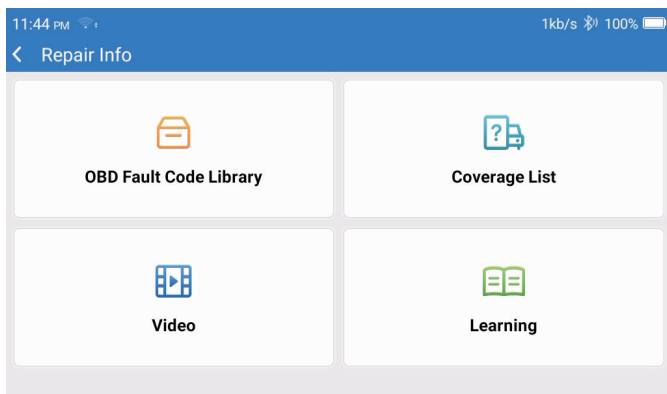 11:44 PM 1kb/s 100%
Repair Info
?
OBD Fault Code Library
Coverage List
Video
Learning